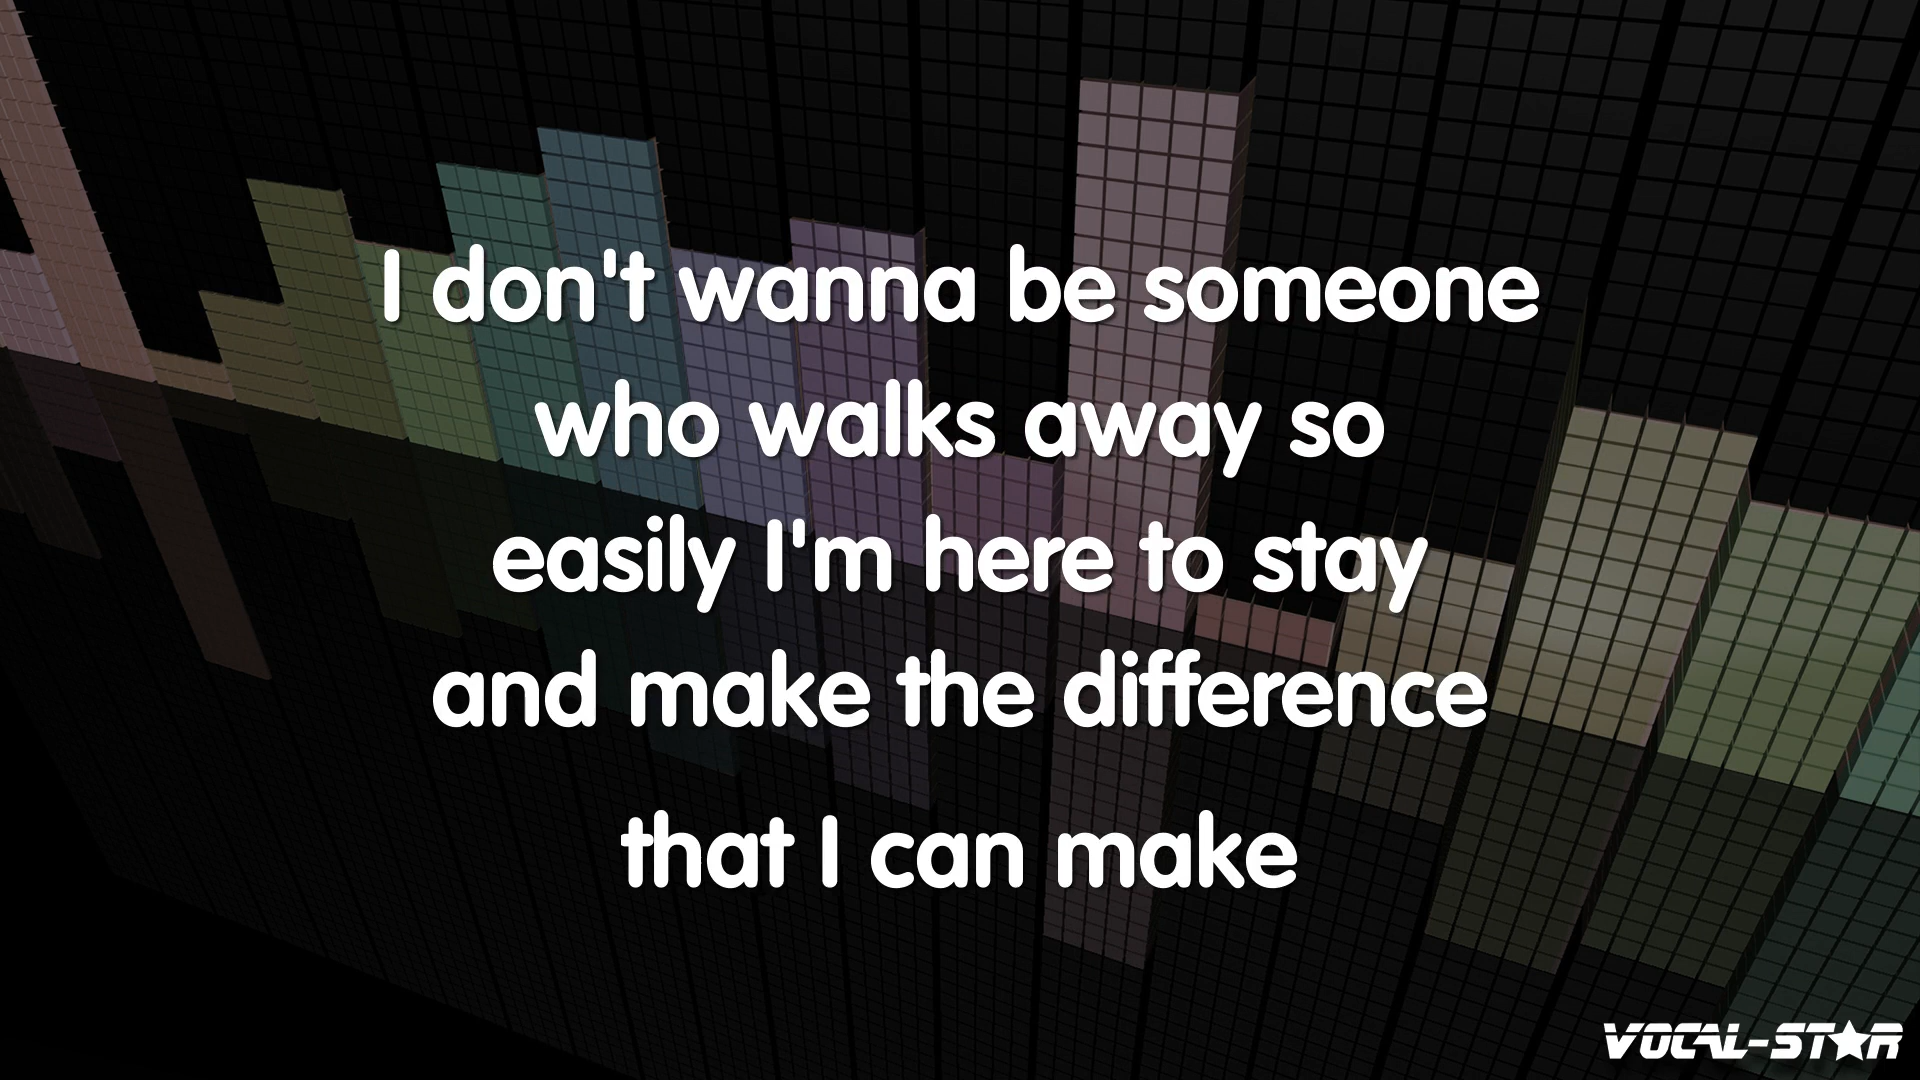 I don't wanna be someone
who walks away so
easily I'm here to stay
and make the difference
that I can make
VOCAL-STAR